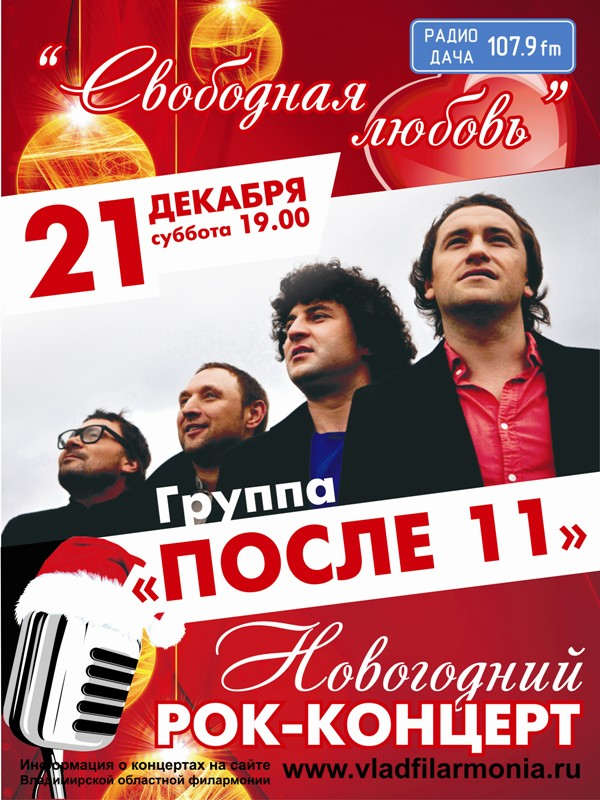 РАДИО
ДАЧА
107.9 fm
“Свободная
любовь”
21
ДЕКАБРЯ
суббота 19.00
Группа
«ПОСЛЕ 11»
Новогодний
РОК-КОНЦЕРТ
Информация о концертах на сайте
Владимирской областной филармонии
www.vladfilarmonia.ru